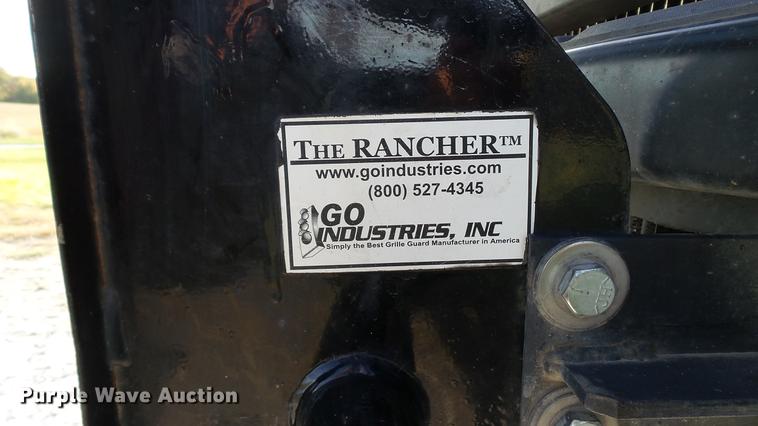 THE RANCHER™
www.goindustries.com
(800) 527-4345
GO
INDUSTRIES, INC
Simply the Best Grille Guard Manufacturer in America
Purple Wave Auction®